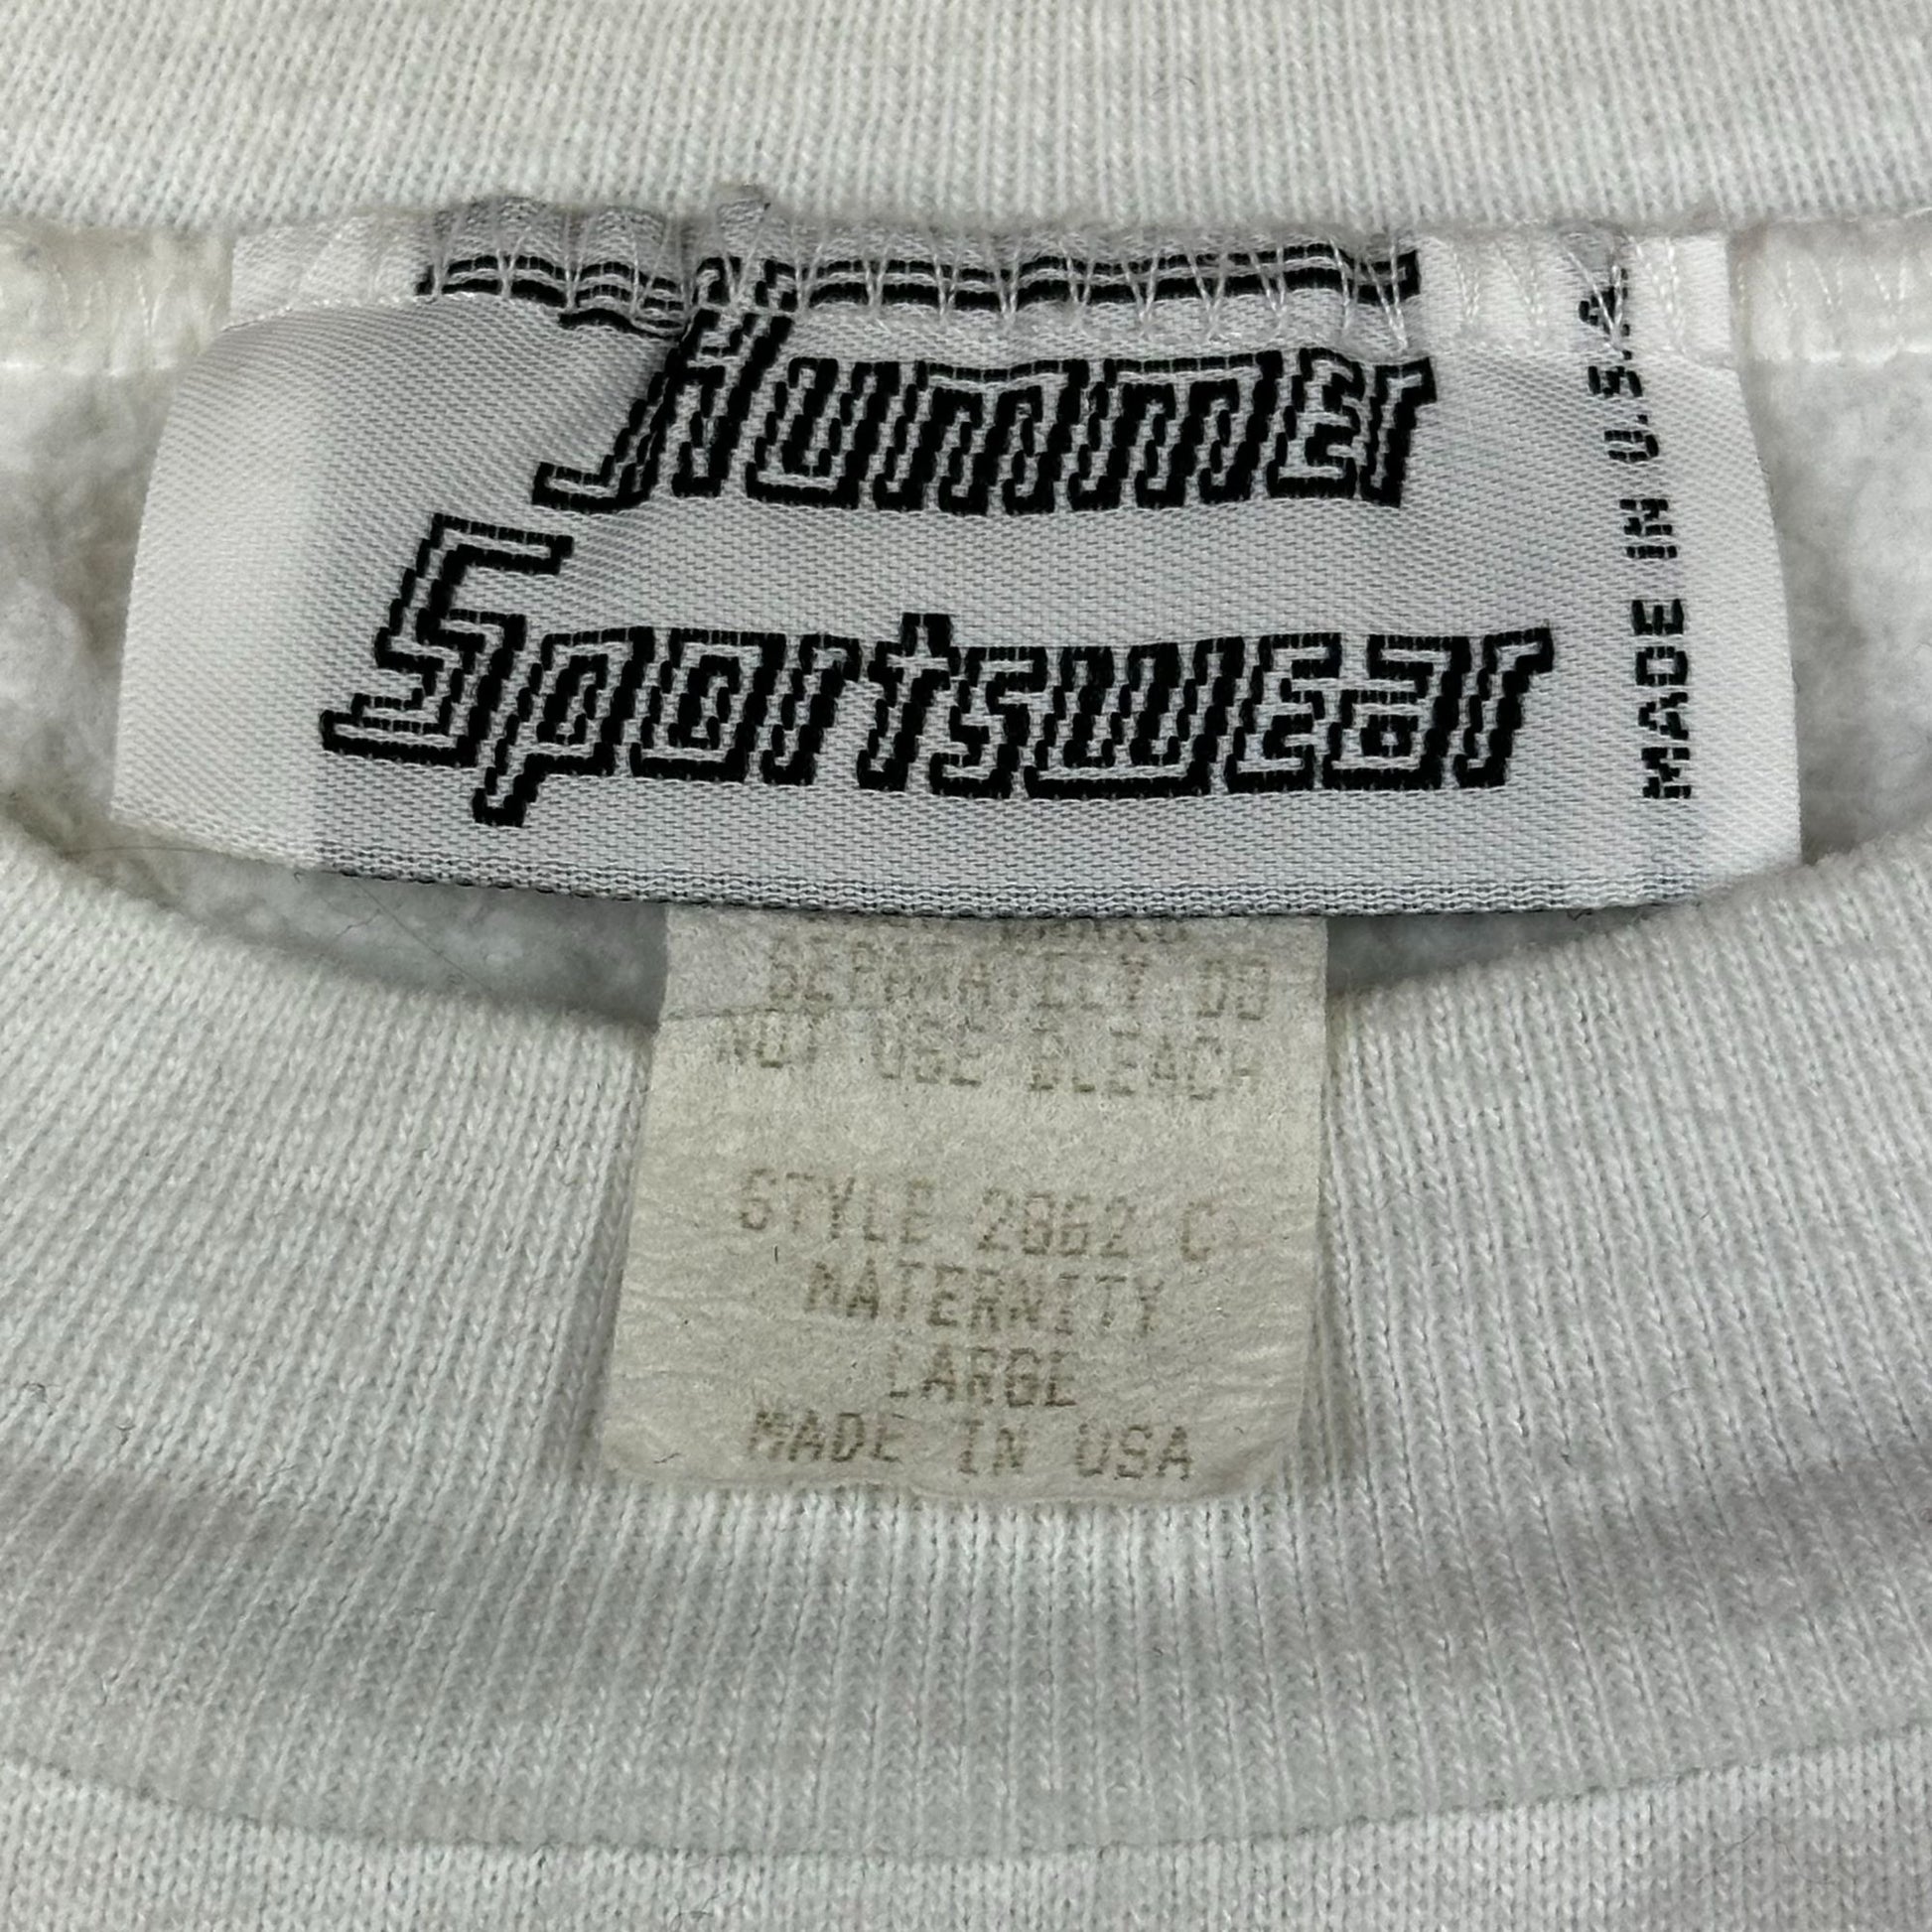 Hummer
Sportswear
MADE IN U.S.A.
SEPARATELY DO
NOT USE BLEACH
STYLE 2862 C
MATERNITY
LARGE
MADE IN USA